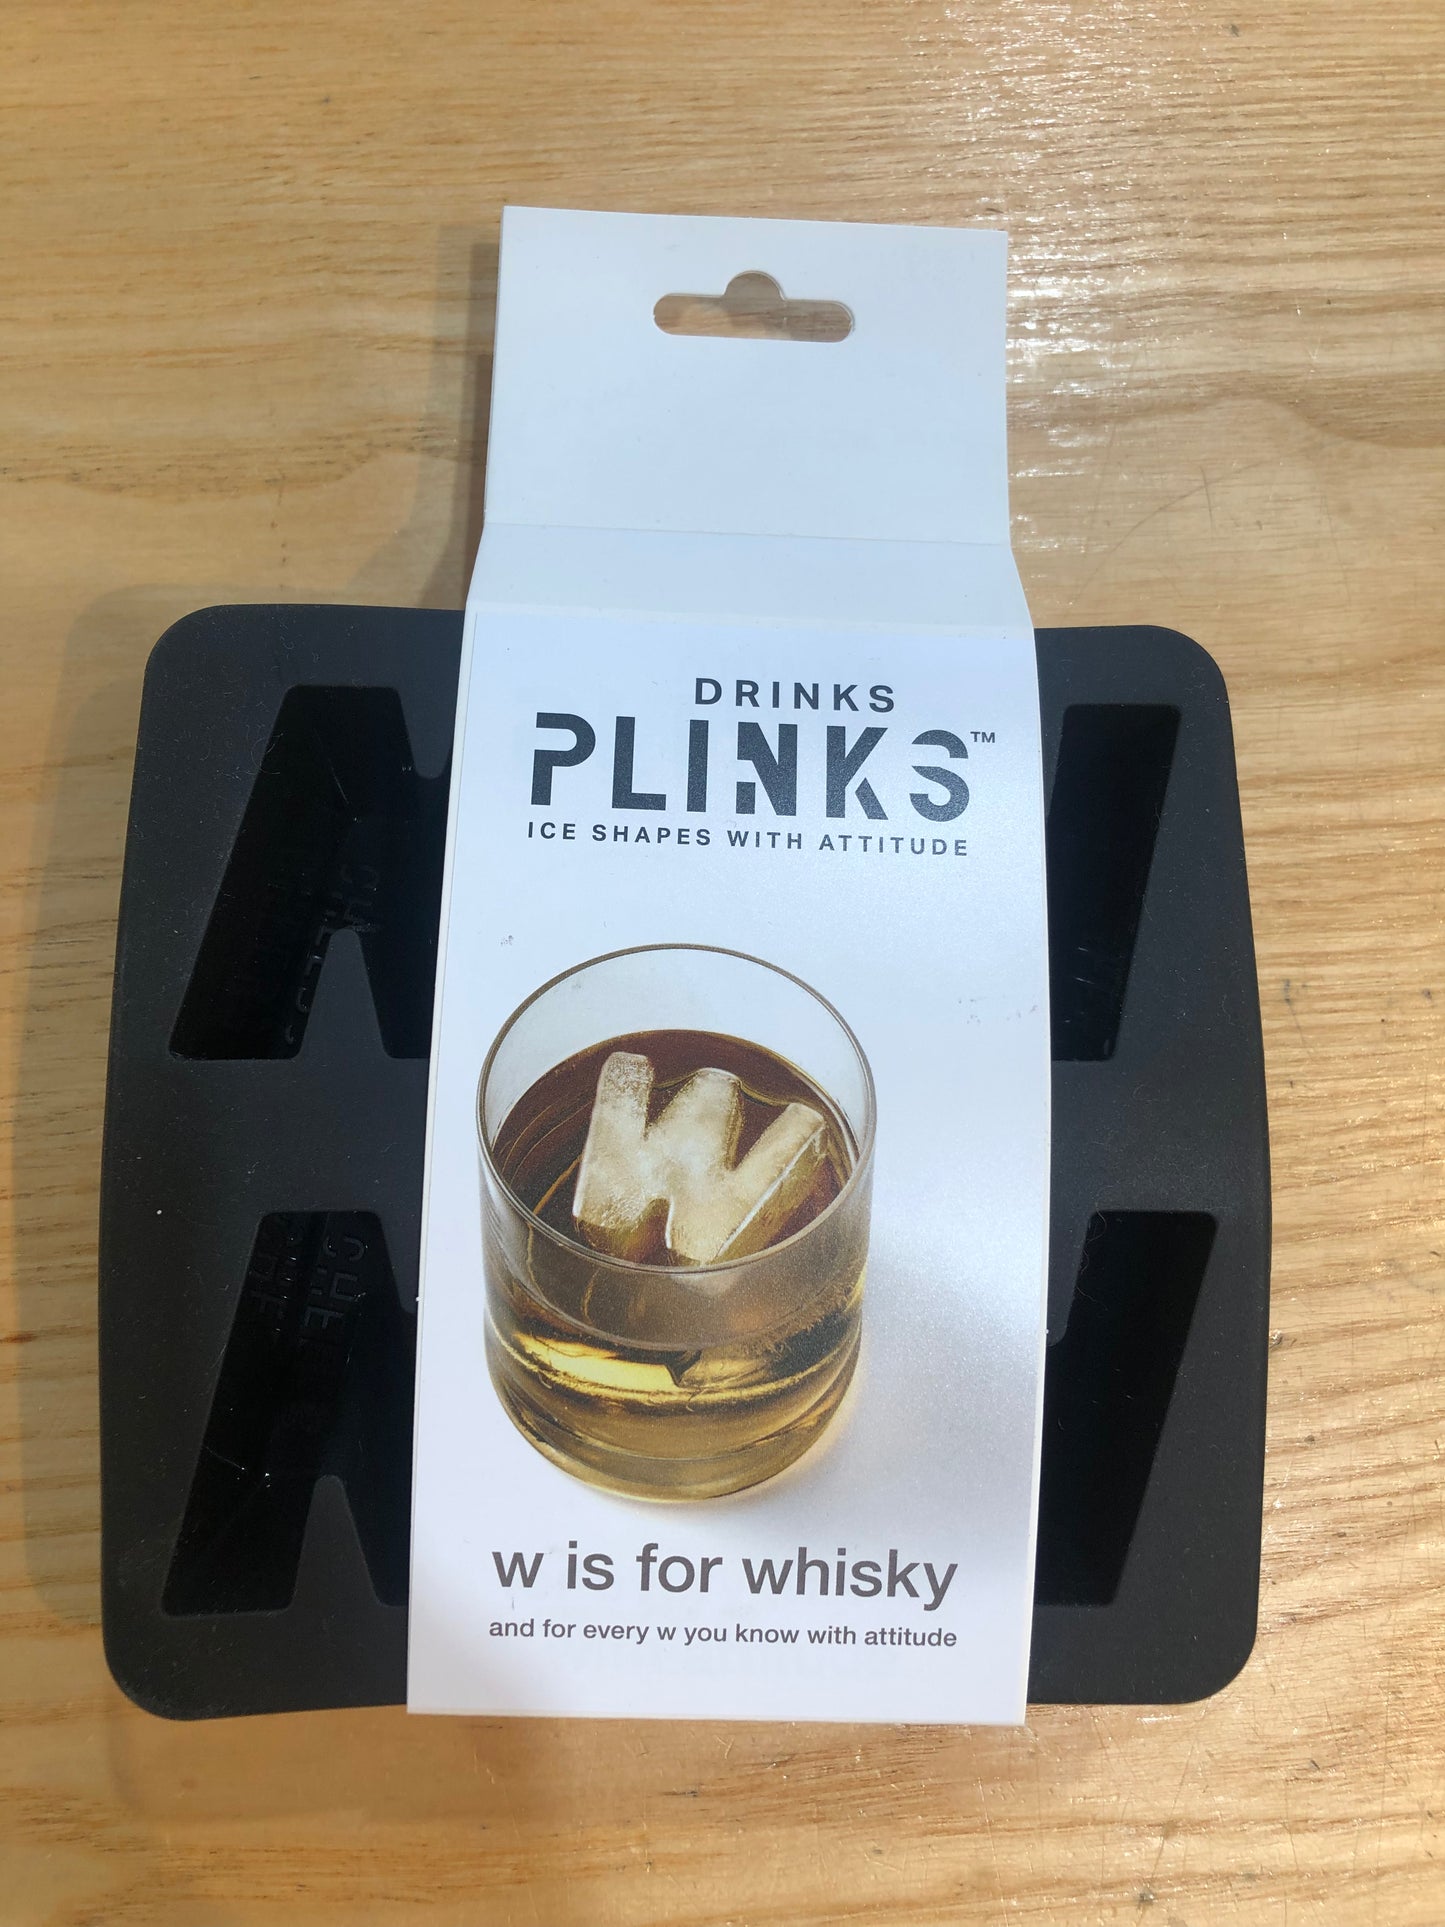 DRINKS
PLINKS™
ICE SHAPES WITH ATTITUDE
w is for whisky
and for every w you know with attitude